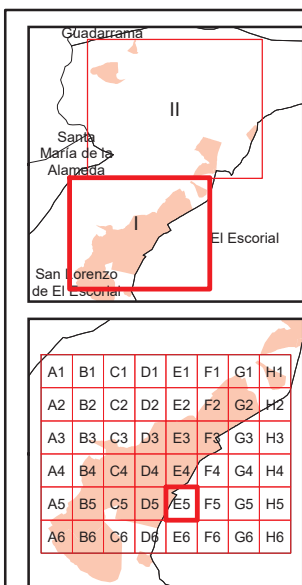 Guadarrama
II
Santa
María de la
Alameda
I
El Escorial
San Lorenzo
de El Escorial
A1 B1 C1 D1 E1 F1 G1 H1
A2 B2 C2 D2 E2 F2 G2 H2
A3 B3 C3 D3 E3 F3 G3 H3
A4 B4 C4 D4 E4 F4 G4 H4
A5 B5 C5 D5 E5 F5 G5 H5
A6 B6 C6 D6 E6 F6 G6 H6